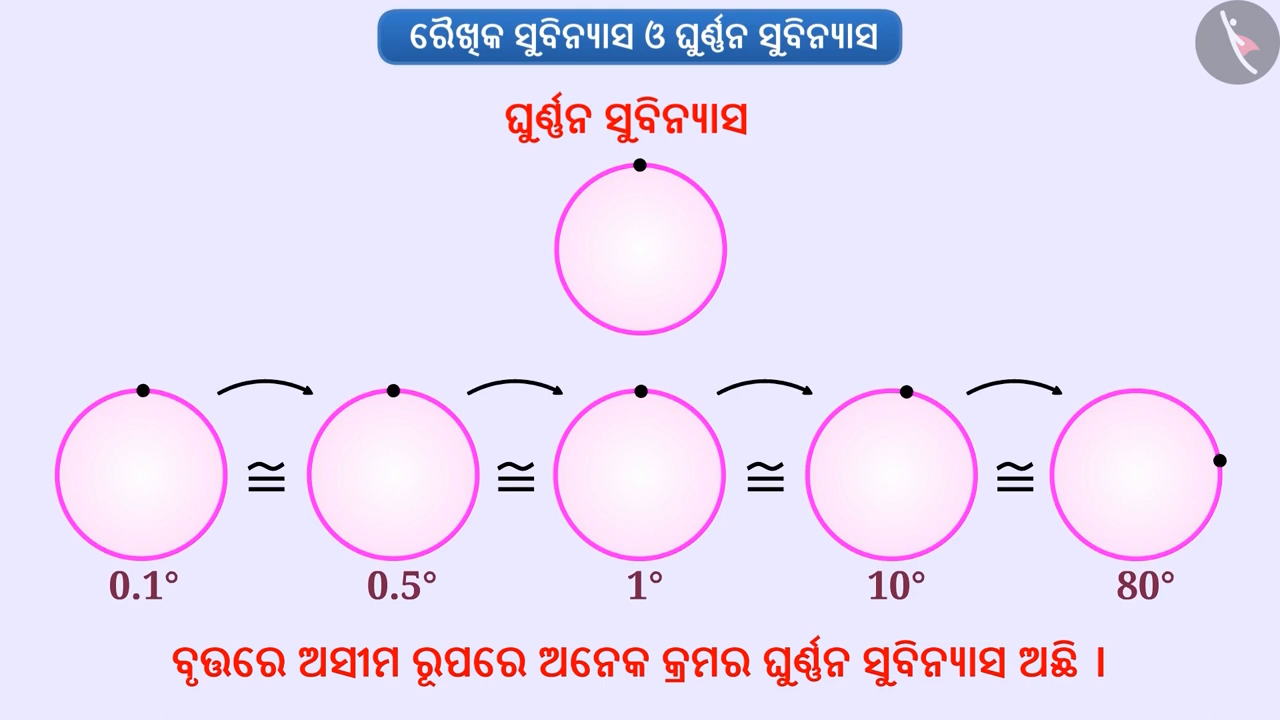 ରୈଖିକ ସୁବିନ୍ୟାସ ଓ ଘୁର୍ଣ୍ଣନ ସୁବିନ୍ୟାସ
ଘୁର୍ଣ୍ଣନ ସୁବିନ୍ୟାସ
≅ ≅ ≅ ≅
0.1° 0.5° 1° 10° 80°
ବୃତ୍ତରେ ଅସୀମ ରୂପରେ ଅନେକ କ୍ରମର ଘୁର୍ଣ୍ଣନ ସୁବିନ୍ୟାସ ଅଛି ।